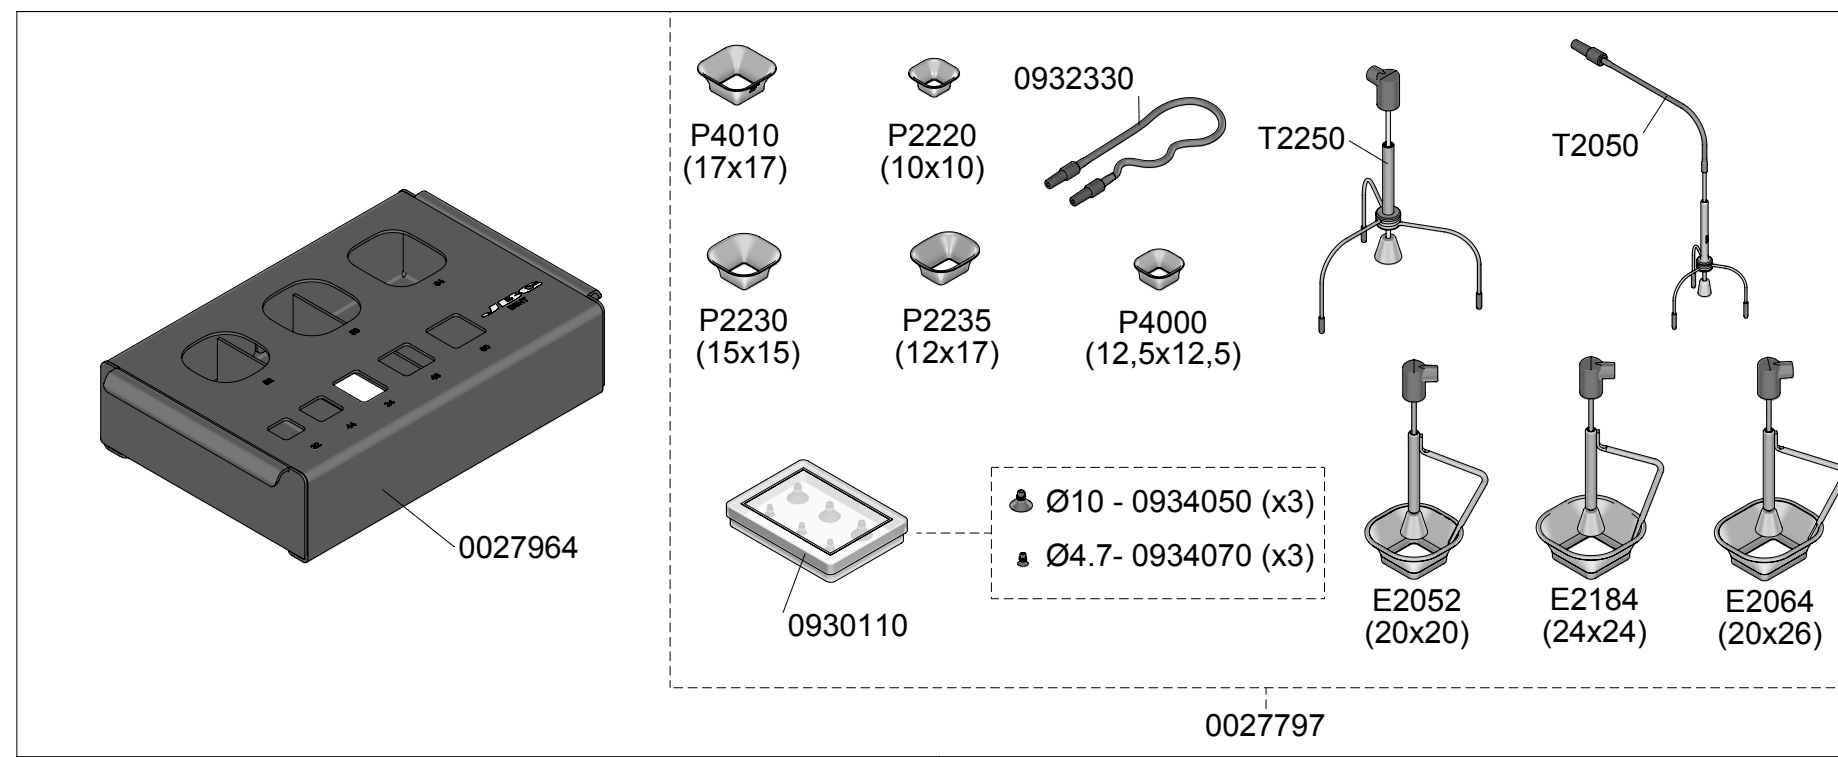 P4010
(17x17)
P2220
(10x10)
0932330
T2250
T2050
P2230
(15x15)
P2235
(12x17)
P4000
(12,5x12,5)
JBC
0027964
0930110
Ø10 - 0934050 (x3)
Ø4.7- 0934070 (x3)
E2052
(20x20)
E2184
(24x24)
E2064
(20x26)
0027797